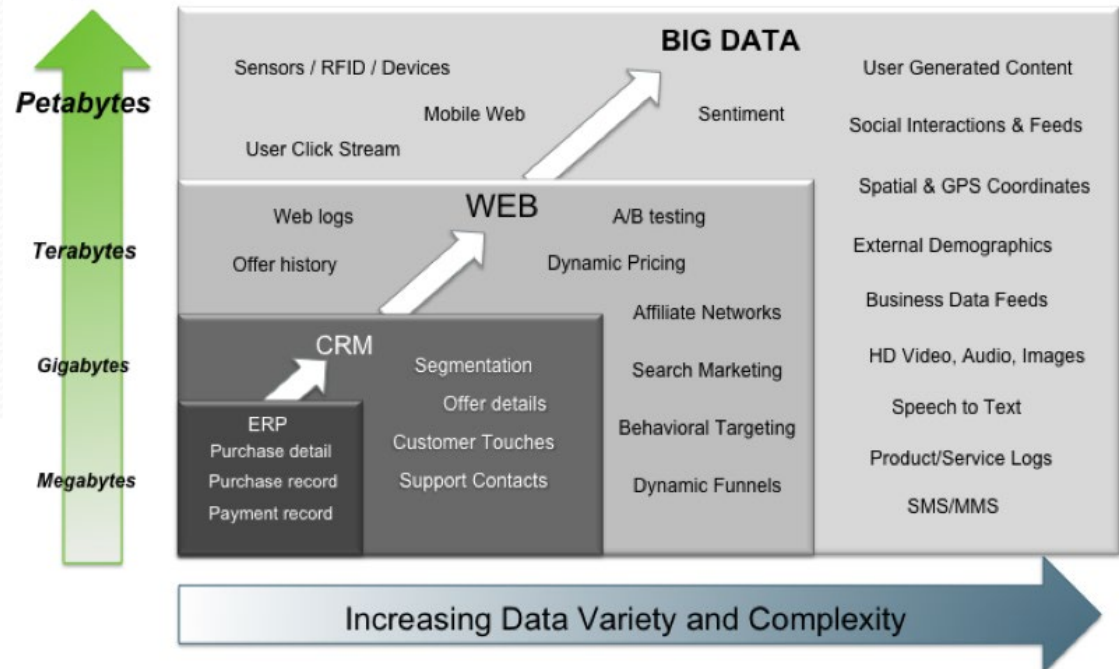 Petabytes
Terabytes
Gigabytes
Megabytes
BIG DATA
Sensors / RFID / Devices
Mobile Web
Sentiment
User Click Stream
User Generated Content
Social Interactions & Feeds
Spatial & GPS Coordinates
External Demographics
Business Data Feeds
HD Video, Audio, Images
Speech to Text
Product/Service Logs
SMS/MMS
WEB
Web logs
A/B testing
Offer history
Dynamic Pricing
Affiliate Networks
Search Marketing
Behavioral Targeting
Dynamic Funnels
CRM
Segmentation
Offer details
Customer Touches
Support Contacts
ERP
Purchase detail
Purchase record
Payment record
Increasing Data Variety and Complexity